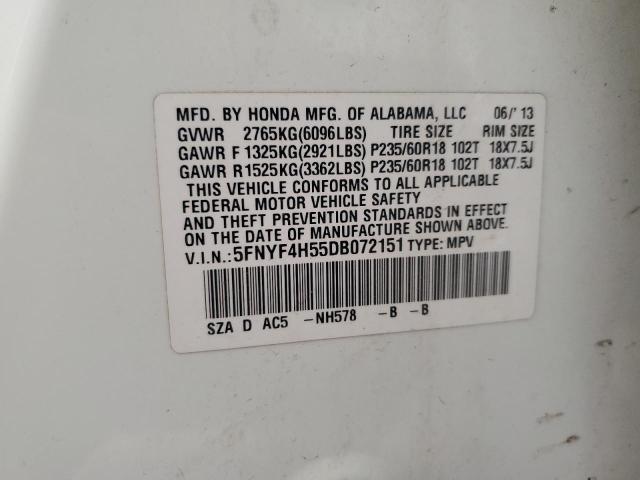 MFD. BY HONDA MFG. OF ALABAMA, LLC 06/'13
GVWR 2765KG(6096LBS) TIRE SIZE RIM SIZE
GAWR F 1325KG(2921LBS) P235/60R18 102T 18X7.5J
GAWR R 1525KG(3362LBS) P235/60R18 102T 18X7.5J
THIS VEHICLE CONFORMS TO ALL APPLICABLE
FEDERAL MOTOR VEHICLE SAFETY
AND THEFT PREVENTION STANDARDS IN EFFECT
ON THE DATE OF MANUFACTURE SHOWN ABOVE.
V.I.N.:5FNYF4H55DB072151 TYPE: MPV
SZA D AC5 -NH578 -B -B